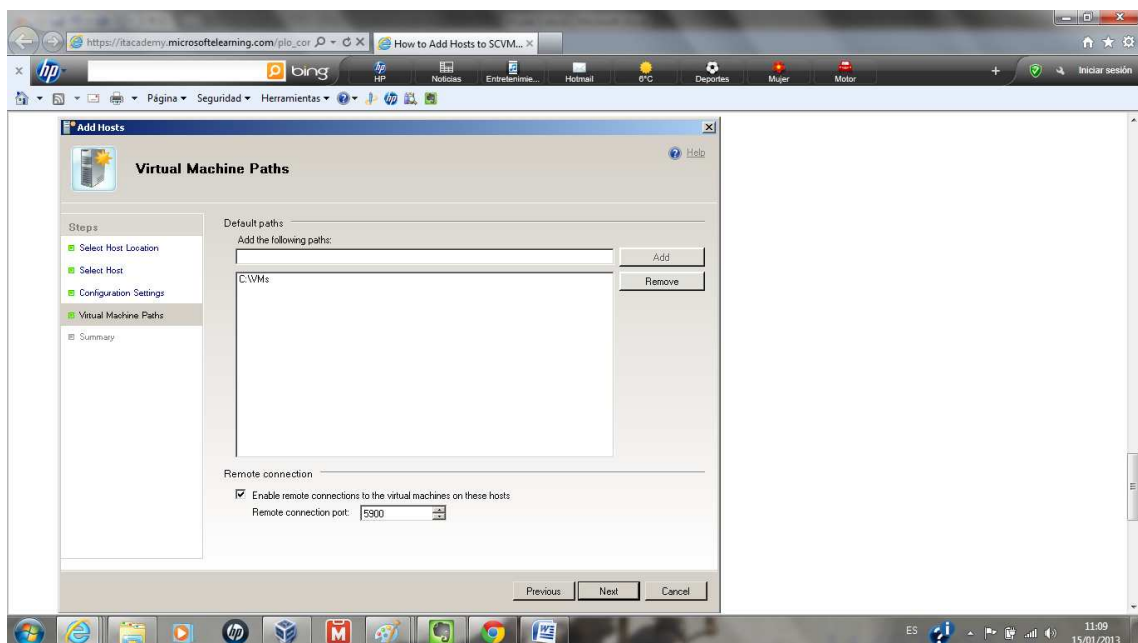 https://itacademy.microsoftelearning.com/plo_cor
How to Add Hosts to SCVM...
hp
bing
HP
Noticias
Entretenimie...
Hotmail
6°C
Deportes
Mujer
Motor
Iniciar sesión
Página
Seguridad
Herramientas
Add Hosts
Virtual Machine Paths
Help
Steps
Select Host Location
Select Host
Configuration Settings
Virtual Machine Paths
Summary
Default paths
Add the following paths:
Add
C:\VMs
Remove
Remote connection
Enable remote connections to the virtual machines on these hosts
Remote connection port: 5900
Previous
Next
Cancel
ES
11:09
15/01/2013